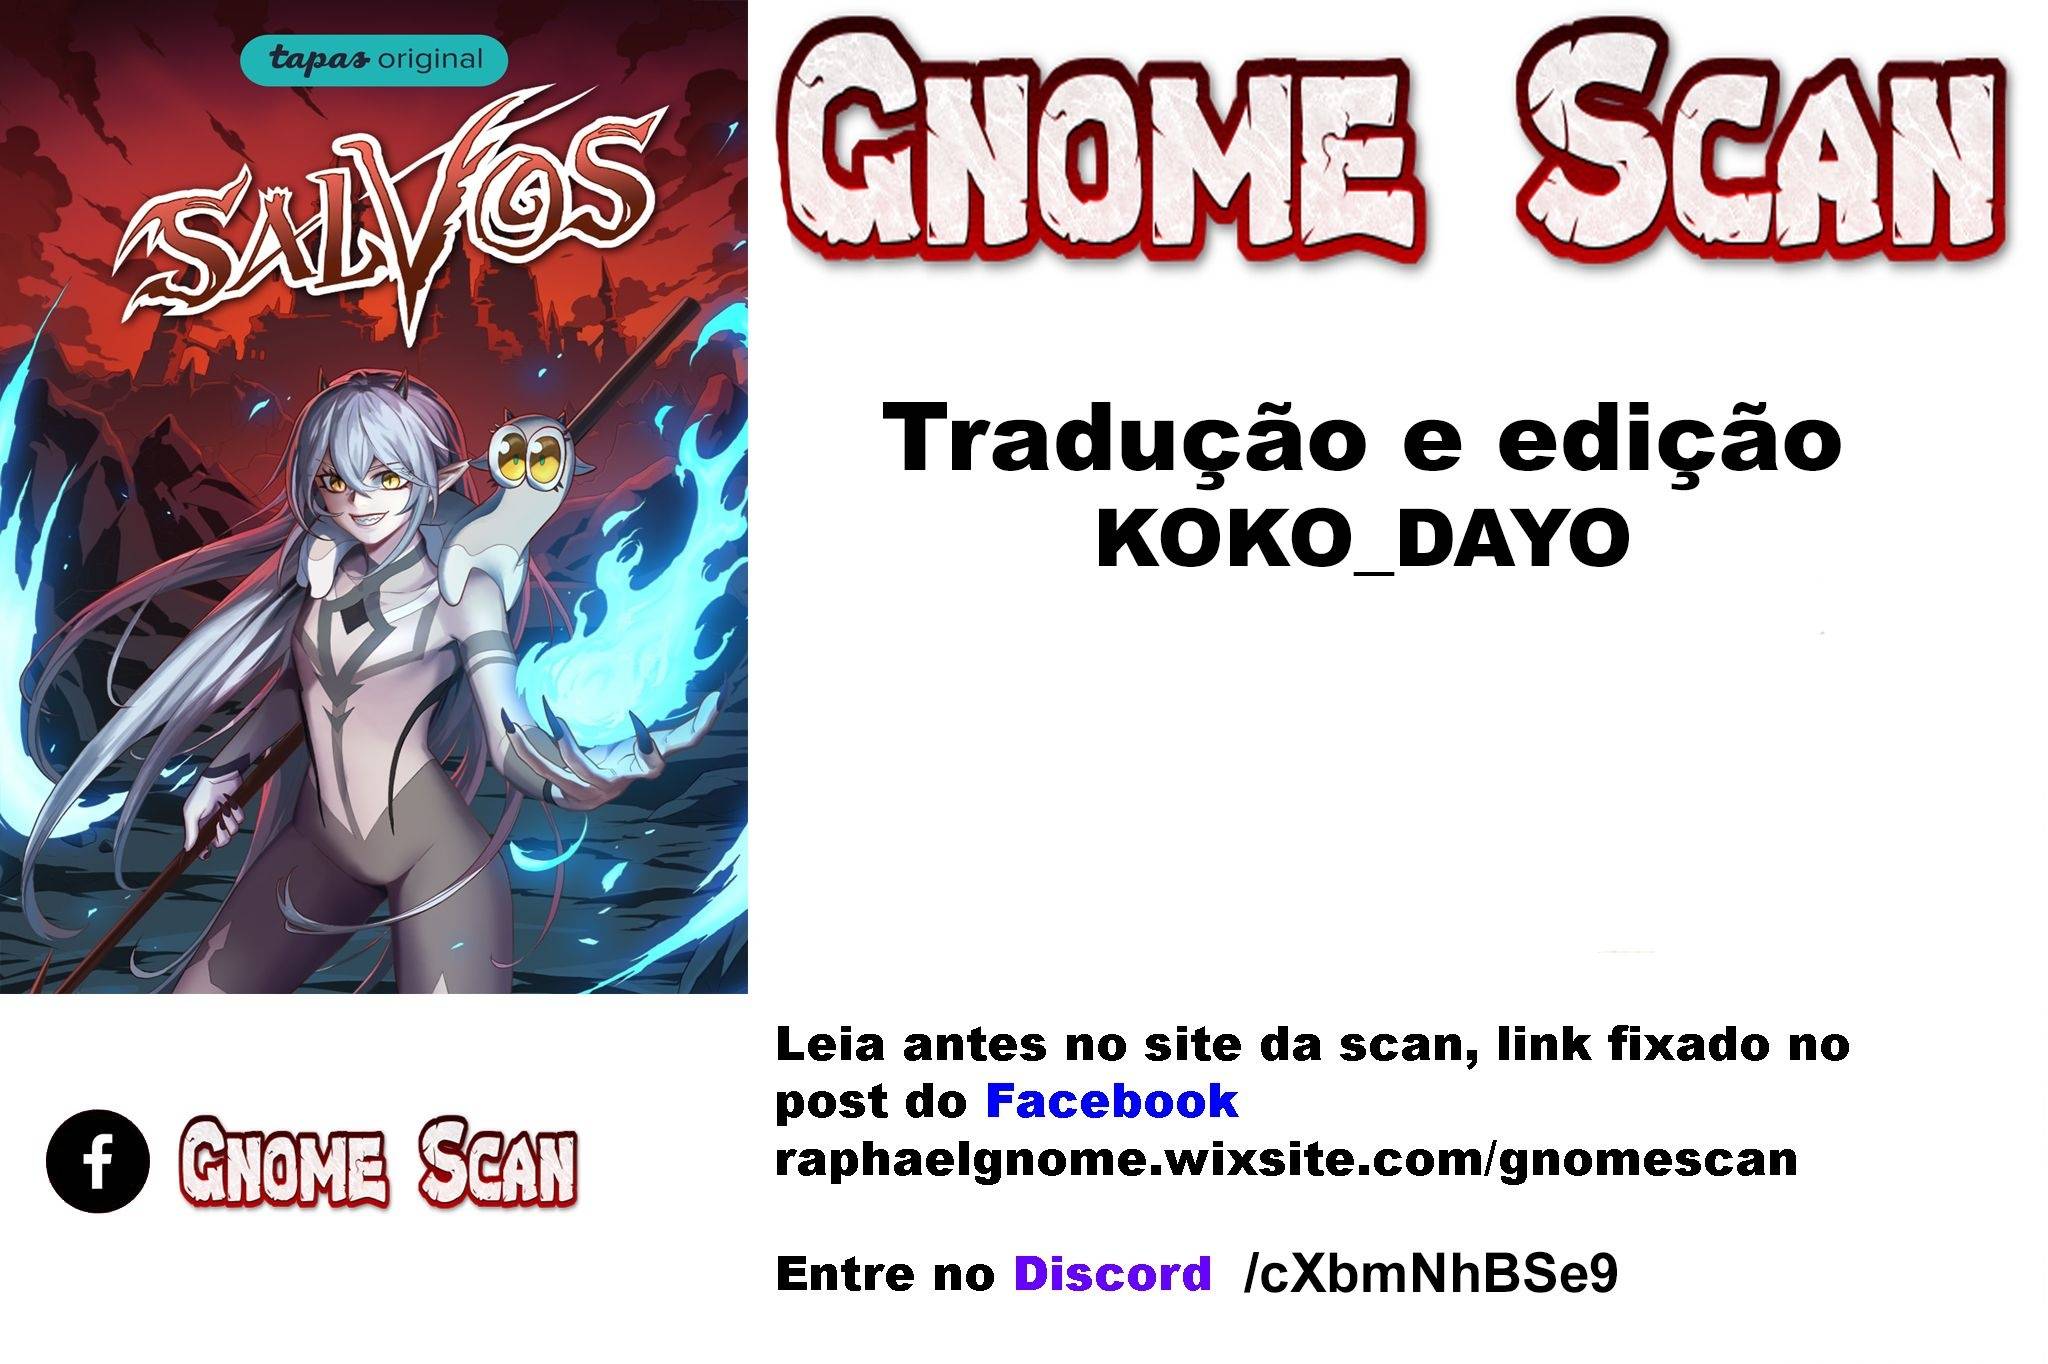 tapas original
SALVOS
GNOME SCAN
Tradução e edição
KOKO_DAYO
Leia antes no site da scan, link fixado no
post do Facebook
raphaelgnome.wixsite.com/gnomescan
f GNOME SCAN
Entre no Discord /cXbmNhBSe9